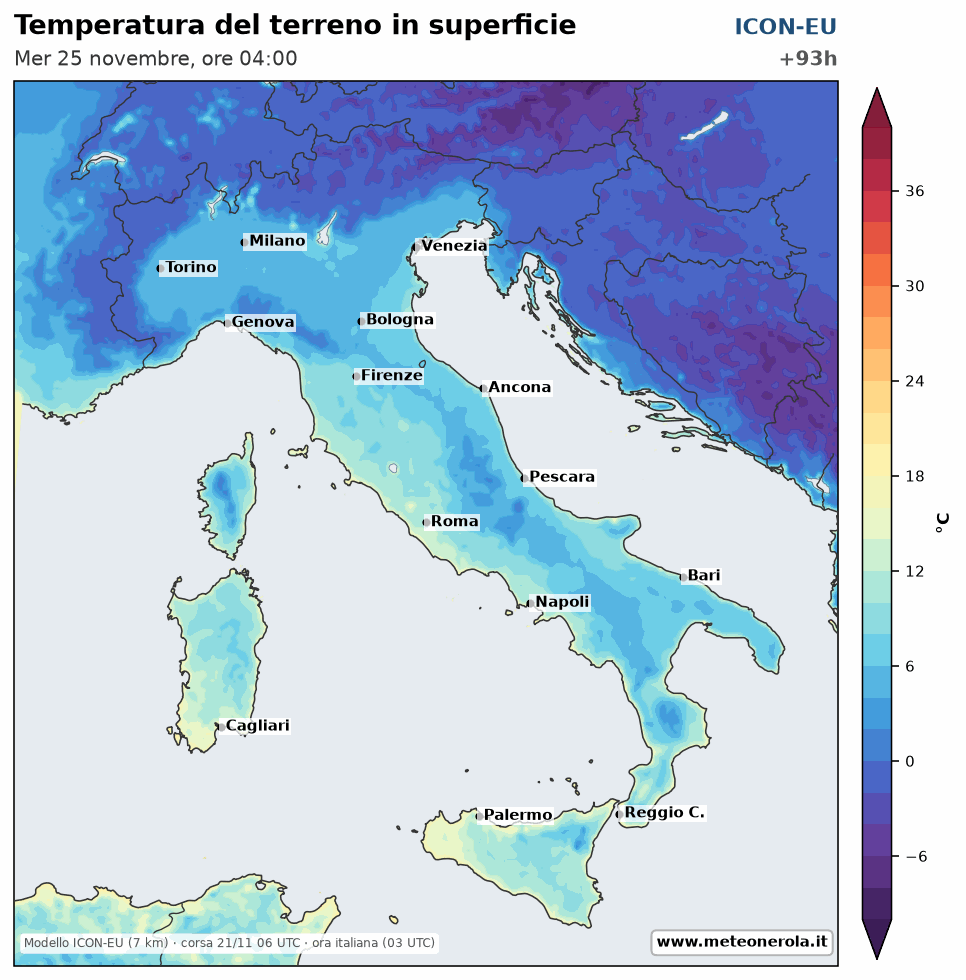 Temperatura del terreno in superficie
ICON-EU
Mer 25 novembre, ore 04:00
+93h
Milano
Venezia
Torino
Genova
Bologna
Firenze
Ancona
Pescara
Roma
Bari
Napoli
Cagliari
Palermo
Reggio C.
36
30
24
18
12
6
0
−6
°C
Modello ICON-EU (7 km) · corsa 21/11 06 UTC · ora italiana (03 UTC)
www.meteonerola.it